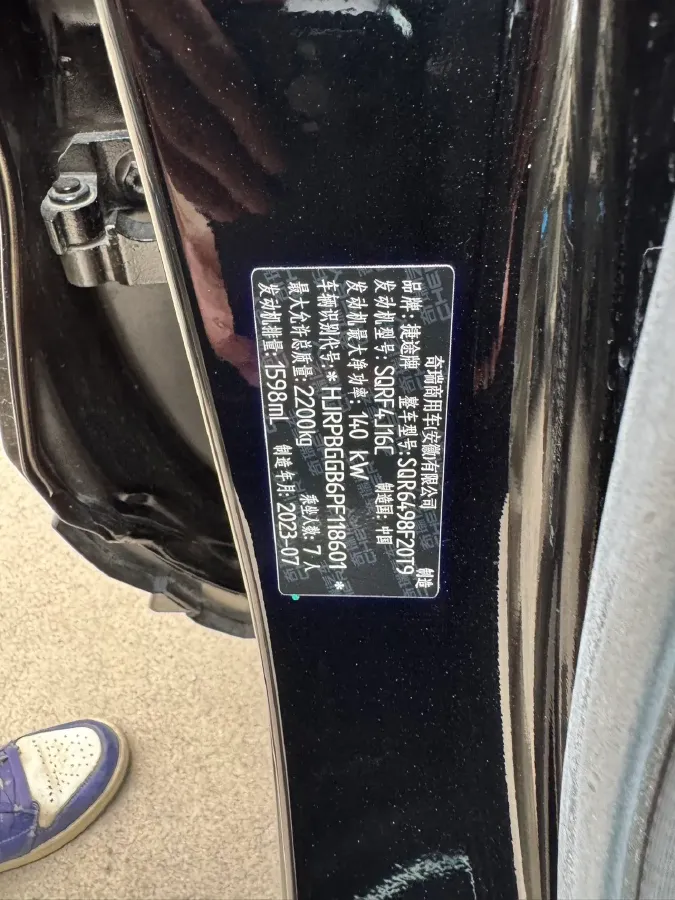 奇瑞商用车(安徽)有限公司 制造
品牌:捷途牌 整车型号:SQR6498F20T9
发动机型号:SQRF4J16C 制造国:中国
发动机最大净功率:140 kW
车辆识别代号:*HJRPBGGB6PF118601*
最大允许总质量:2200kg 乘坐人数:7人
发动机排量:1598mL 制造年月:2023-07